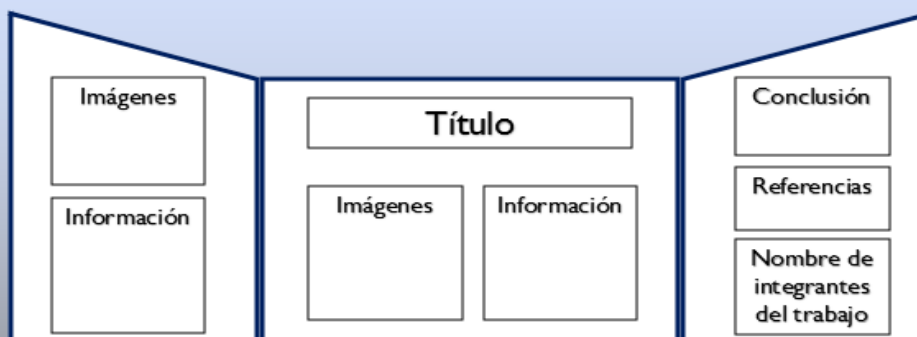 Imágenes
Información
Título
Imágenes
Información
Conclusión
Referencias
Nombre de
integrantes
del trabajo